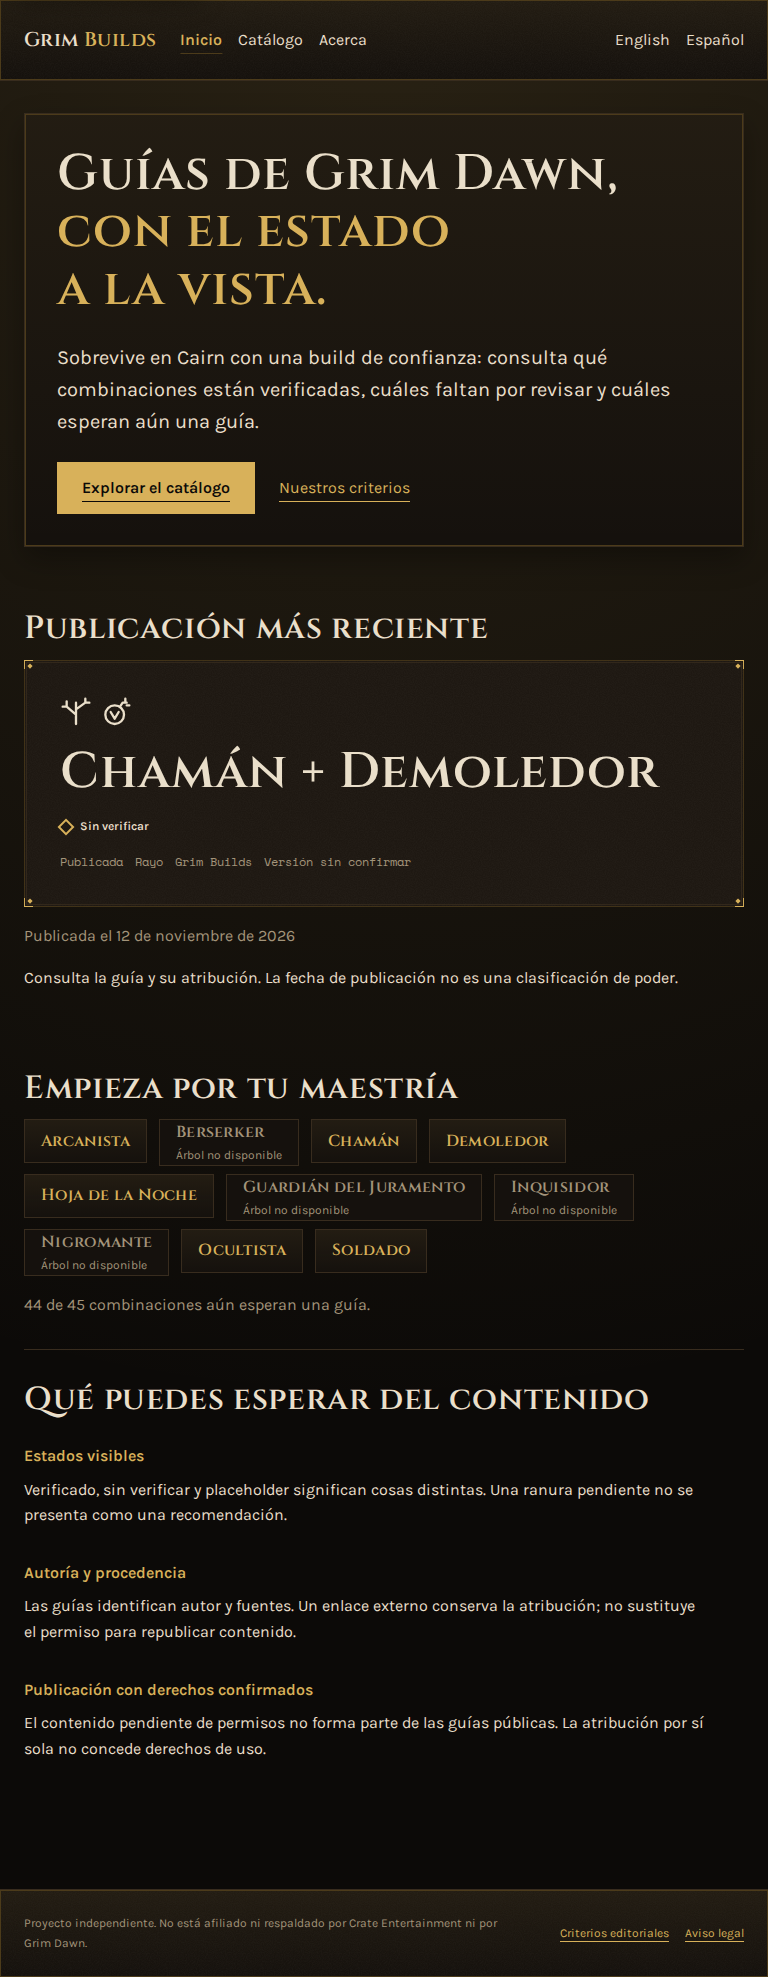 Grim Builds Inicio Catálogo Acerca English Español
Guías de Grim Dawn,
con el estado
a la vista.
Sobrevive en Cairn con una build de confianza: consulta qué
combinaciones están verificadas, cuáles faltan por revisar y cuáles
esperan aún una guía.
Explorar el catálogo Nuestros criterios
Publicación más reciente
Chamán + Demoledor
Sin verificar
Publicada Rayo Grim Builds Versión sin confirmar
Publicada el 12 de noviembre de 2026
Consulta la guía y su atribución. La fecha de publicación no es una clasificación de poder.
Empieza por tu maestría
Arcanista
Berserker
Árbol no disponible
Chamán
Demoledor
Hoja de la Noche
Guardián del Juramento
Árbol no disponible
Inquisidor
Árbol no disponible
Nigromante
Árbol no disponible
Ocultista
Soldado
44 de 45 combinaciones aún esperan una guía.
Qué puedes esperar del contenido
Estados visibles
Verificado, sin verificar y placeholder significan cosas distintas. Una ranura pendiente no se
presenta como una recomendación.
Autoría y procedencia
Las guías identifican autor y fuentes. Un enlace externo conserva la atribución; no sustituye
el permiso para republicar contenido.
Publicación con derechos confirmados
El contenido pendiente de permisos no forma parte de las guías públicas. La atribución por sí
sola no concede derechos de uso.
Proyecto independiente. No está afiliado ni respaldado por Crate Entertainment ni por
Grim Dawn.
Criterios editoriales Aviso legal